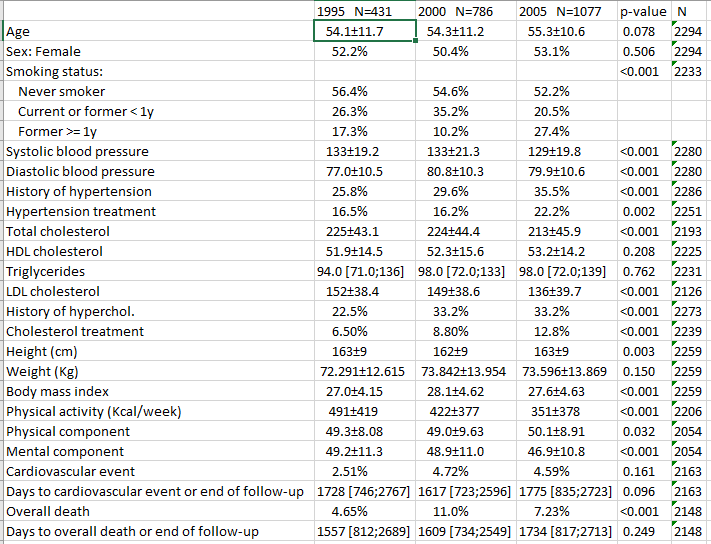 1995 N=431 2000 N=786 2005 N=1077 p-value N
Age 54.1±11.7 54.3±11.2 55.3±10.6 0.078 2294
Sex: Female 52.2% 50.4% 53.1% 0.506 2294
Smoking status: <0.001 2233
Never smoker 56.4% 54.6% 52.2%
Current or former < 1y 26.3% 35.2% 20.5%
Former >= 1y 17.3% 10.2% 27.4%
Systolic blood pressure 133±19.2 133±21.3 129±19.8 <0.001 2280
Diastolic blood pressure 77.0±10.5 80.8±10.3 79.9±10.6 <0.001 2280
History of hypertension 25.8% 29.6% 35.5% <0.001 2286
Hypertension treatment 16.5% 16.2% 22.2% 0.002 2251
Total cholesterol 225±43.1 224±44.4 213±45.9 <0.001 2193
HDL cholesterol 51.9±14.5 52.3±15.6 53.2±14.2 0.208 2225
Triglycerides 94.0 [71.0;136] 98.0 [72.0;133] 98.0 [72.0;139] 0.762 2231
LDL cholesterol 152±38.4 149±38.6 136±39.7 <0.001 2126
History of hyperchol. 22.5% 33.2% 33.2% <0.001 2273
Cholesterol treatment 6.50% 8.80% 12.8% <0.001 2239
Height (cm) 163±9 162±9 163±9 0.003 2259
Weight (Kg) 72.291±12.615 73.842±13.954 73.596±13.869 0.150 2259
Body mass index 27.0±4.15 28.1±4.62 27.6±4.63 <0.001 2259
Physical activity (Kcal/week) 491±419 422±377 351±378 <0.001 2206
Physical component 49.3±8.08 49.0±9.63 50.1±8.91 0.032 2054
Mental component 49.2±11.3 48.9±11.0 46.9±10.8 <0.001 2054
Cardiovascular event 2.51% 4.72% 4.59% 0.161 2163
Days to cardiovascular event or end of follow-up 1728 [746;2767] 1617 [723;2596] 1775 [835;2723] 0.096 2163
Overall death 4.65% 11.0% 7.23% <0.001 2148
Days to overall death or end of follow-up 1557 [812;2689] 1609 [734;2549] 1734 [817;2713] 0.249 2148